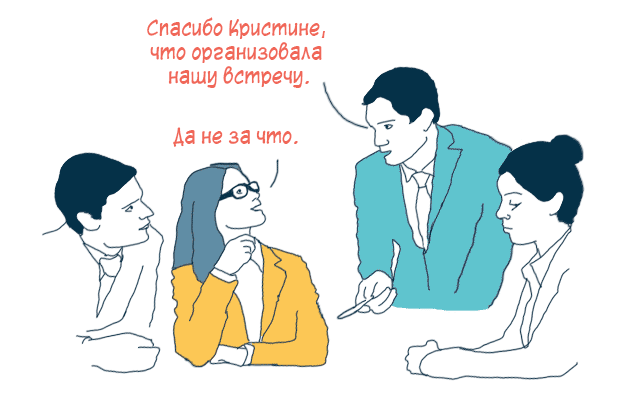 Спасибо Кристине,
что организовала
нашу встречу.
Да не за что.